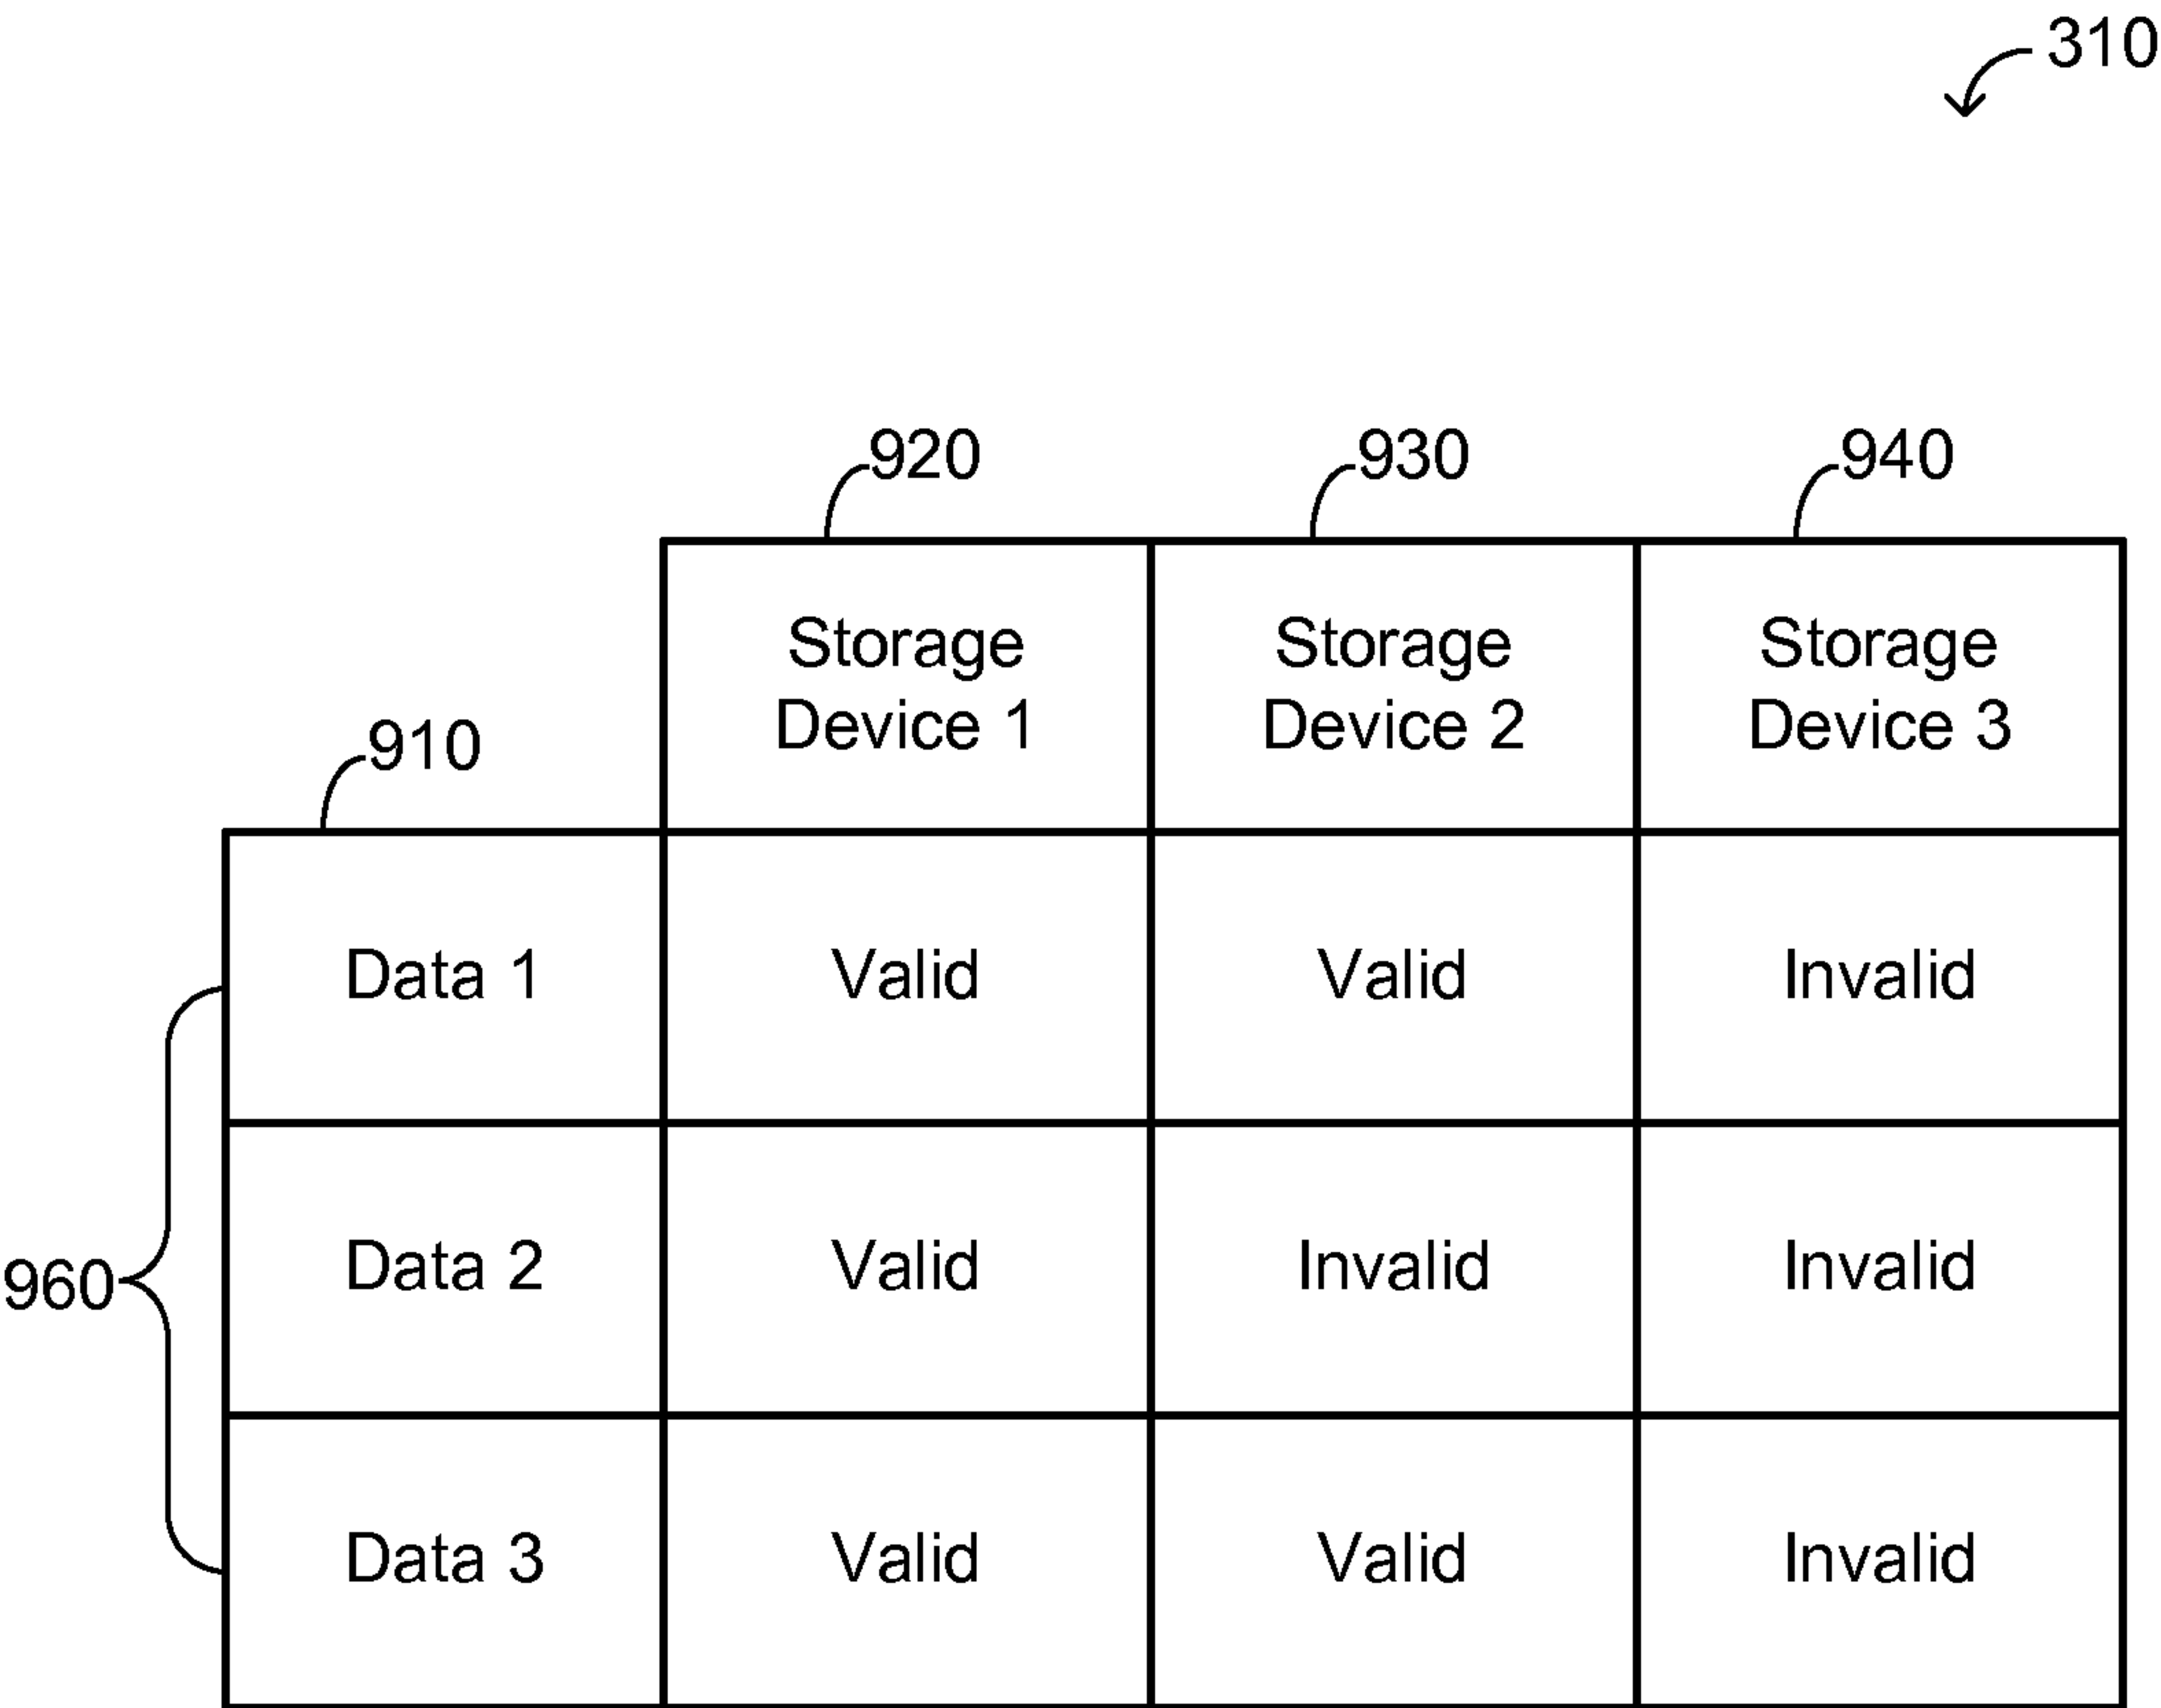 310
920 930 940
Storage Device 1 Storage Device 2 Storage Device 3
910
Data 1 Valid Valid Invalid
960
Data 2 Valid Invalid Invalid
Data 3 Valid Valid Invalid